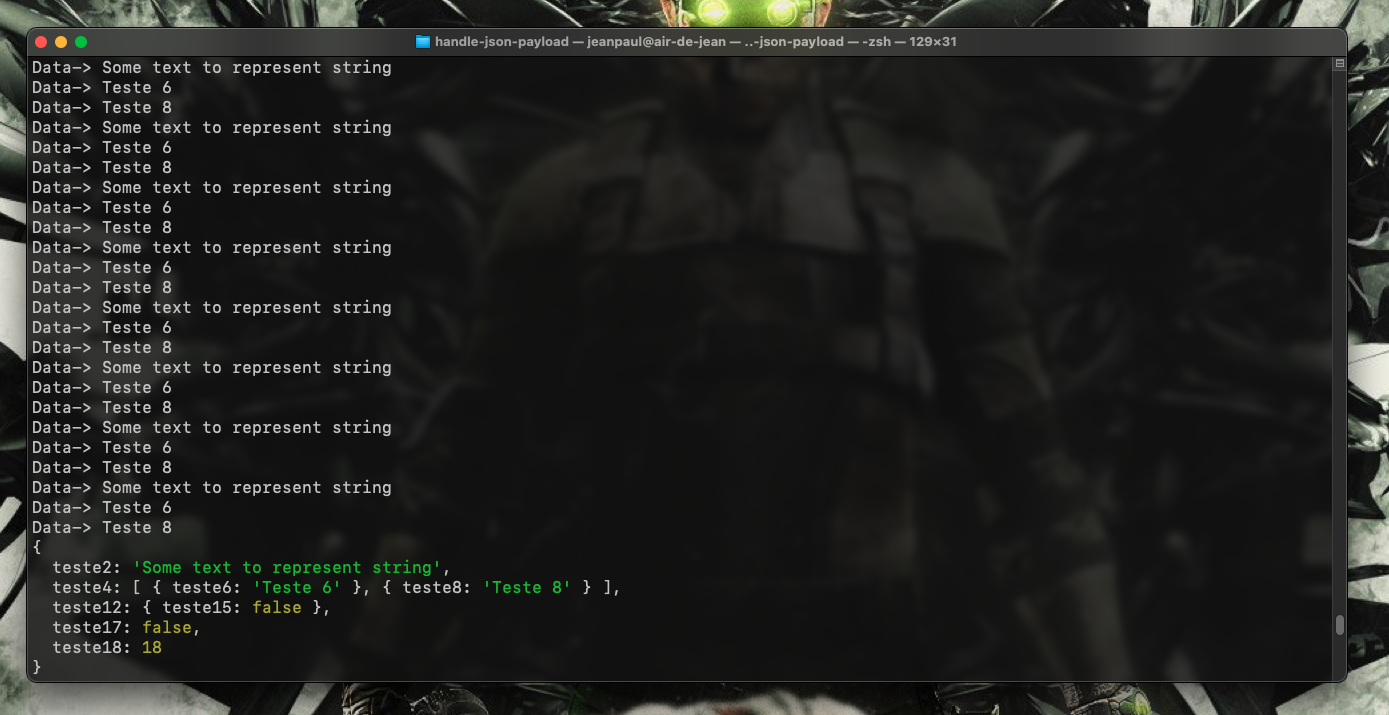 handle-json-payload — jeanpaul@air-de-jean — ..-json-payload — -zsh — 129×31
Data-> Some text to represent string
Data-> Teste 6
Data-> Teste 8
Data-> Some text to represent string
Data-> Teste 6
Data-> Teste 8
Data-> Some text to represent string
Data-> Teste 6
Data-> Teste 8
Data-> Some text to represent string
Data-> Teste 6
Data-> Teste 8
Data-> Some text to represent string
Data-> Teste 6
Data-> Teste 8
Data-> Some text to represent string
Data-> Teste 6
Data-> Teste 8
Data-> Some text to represent string
Data-> Teste 6
Data-> Teste 8
Data-> Some text to represent string
Data-> Teste 6
Data-> Teste 8
{
  teste2: 'Some text to represent string',
  teste4: [ { teste6: 'Teste 6' }, { teste8: 'Teste 8' } ],
  teste12: { teste15: false },
  teste17: false,
  teste18: 18
}